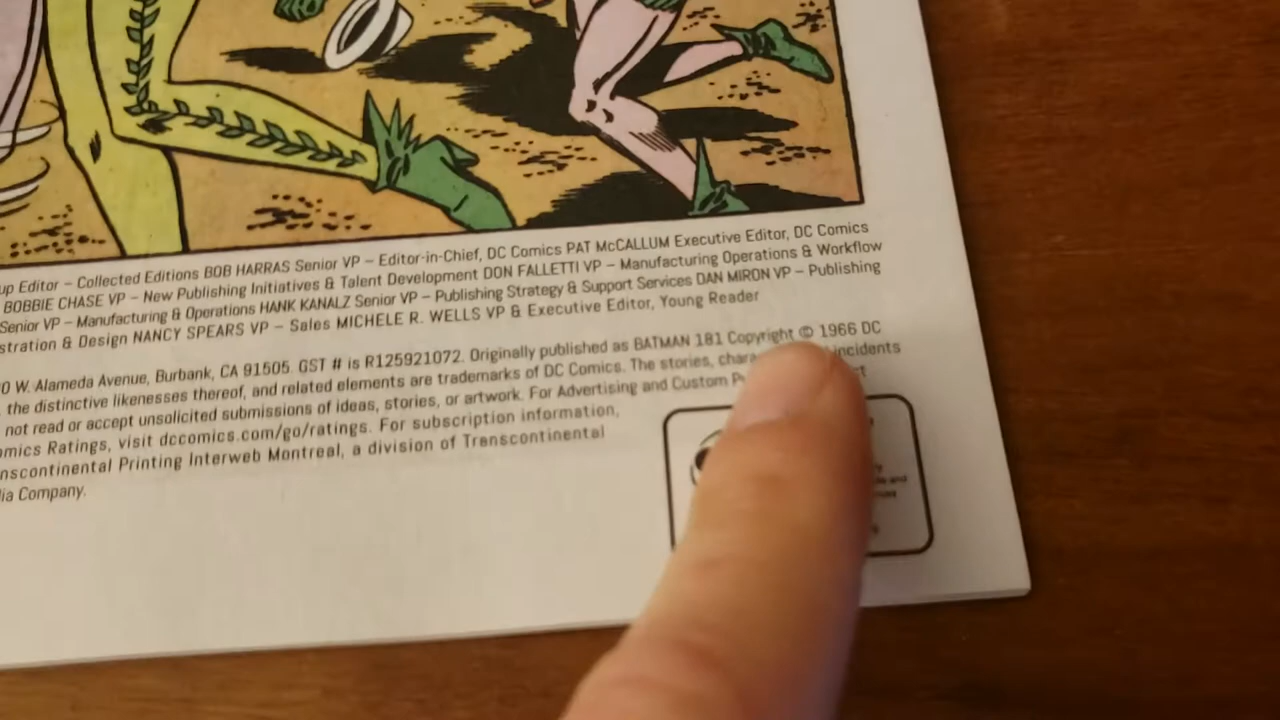 up Editor – Collected Editions BOB HARRAS Senior VP – Editor-in-Chief, DC Comics PAT McCALLUM Executive Editor, DC Comics
BOBBIE CHASE VP – New Publishing Initiatives & Talent Development DON FALLETTI VP – Manufacturing Operations & Workflow
Senior VP – Manufacturing & Operations HANK KANALZ Senior VP – Publishing Strategy & Support Services DAN MIRON VP – Publishing
stration & Design NANCY SPEARS VP – Sales MICHELE R. WELLS VP & Executive Editor, Young Reader
0 W. Alameda Avenue, Burbank, CA 91505. GST # is R125921072. Originally published as BATMAN 181 Copyright © 1966 DC
, the distinctive likenesses thereof, and related elements are trademarks of DC Comics. The stories, incidents
not read or accept unsolicited submissions of ideas, stories, or artwork. For Advertising and Custom
omics Ratings, visit dccomics.com/go/ratings. For subscription information,
nscontinental Printing Interweb Montreal, a division of Transcontinental
ia Company.